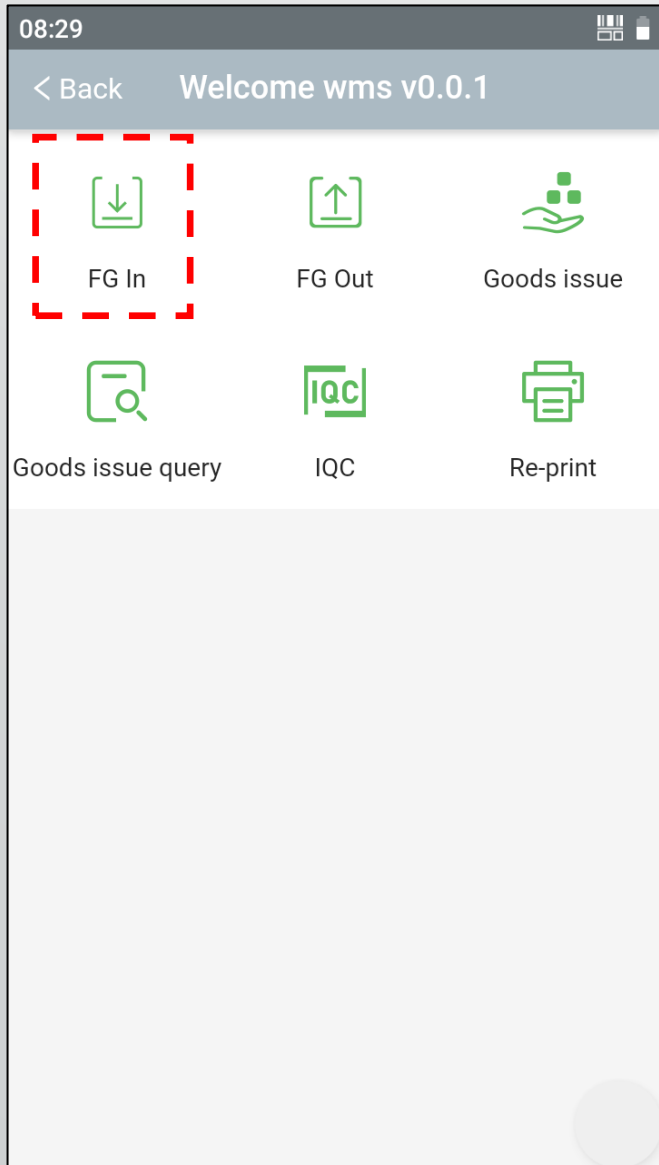 08:29
< Back Welcome wms v0.0.1
FG In FG Out Goods issue
IQC
Goods issue query IQC Re-print